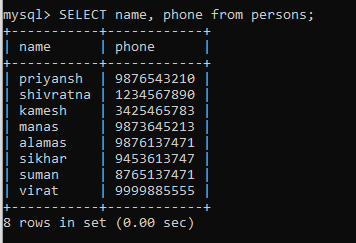 mysql> SELECT name, phone from persons;
+-----------+------------+
| name      | phone      |
+-----------+------------+
| priyansh  | 9876543210 |
| shivratna | 1234567890 |
| kamesh    | 3425465783 |
| manas     | 9873645213 |
| alamas    | 9876137471 |
| sikhar    | 9453613747 |
| suman     | 8765137471 |
| virat     | 9999885555 |
+-----------+------------+
8 rows in set (0.00 sec)